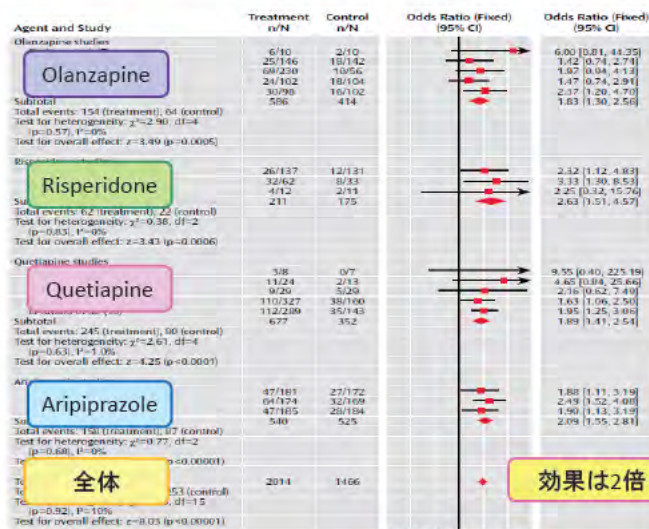 Treatment Control Odds Ratio (Fixed) Odds Ratio (Fixed)
Agent and Study n/N n/N (95% CI) (95% CI)
Olanzapine studies
6/10 2/10 6.00 [0.81, 44.35]
25/146 18/142 1.42 [0.74, 2.74]
Olanzapine
69/230 10/56 1.97 [0.94, 4.13]
24/102 18/104 1.47 [0.74, 2.91]
30/98 16/102 2.37 [1.20, 4.70]
Subtotal 586 414 1.83 [1.30, 2.56]
Total events: 154 (treatment), 64 (control)
Test for heterogeneity: χ²=2.90, df=4
(p=0.57), I²=0%
Test for overall effect: z=3.49 (p=0.0005)
26/137 12/131 2.32 [1.12, 4.83]
Risperidone
32/62 8/33 3.33 [1.30, 8.53]
4/12 2/11 2.25 [0.32, 15.76]
211 175 2.63 [1.51, 4.57]
Total events: 62 (treatment), 22 (control)
Test for heterogeneity: χ²=0.38, df=2
(p=0.83), I²=0%
Test for overall effect: z=3.43 (p=0.0006)
Quetiapine studies
3/8 0/7 9.55 [0.40, 225.19]
11/24 2/13 4.65 [0.84, 25.66]
Quetiapine
9/29 5/29 2.16 [0.62, 7.49]
110/327 38/160 1.63 [1.06, 2.50]
112/289 35/143 1.95 [1.25, 3.06]
Subtotal 677 352 1.89 [1.41, 2.54]
Total events: 245 (treatment), 80 (control)
Test for heterogeneity: χ²=2.61, df=4
(p=0.63), I²=1.0%
Test for overall effect: z=4.25 (p<0.0001)
47/181 27/172 1.88 [1.11, 3.19]
Aripiprazole
64/174 32/169 2.49 [1.52, 4.08]
47/185 28/184 1.90 [1.13, 3.19]
540 525 2.09 [1.55, 2.81]
Total events: 158 (treatment), 87 (control)
Test for heterogeneity: χ²=0.77, df=2
(p=0.68), I²=0%
(p<0.00001)
全体 2014 1466 効果は2倍
253 (control)
df=15
(p=0.92), I²=10%
Test for overall effect: z=8.03 (p<0.00001)